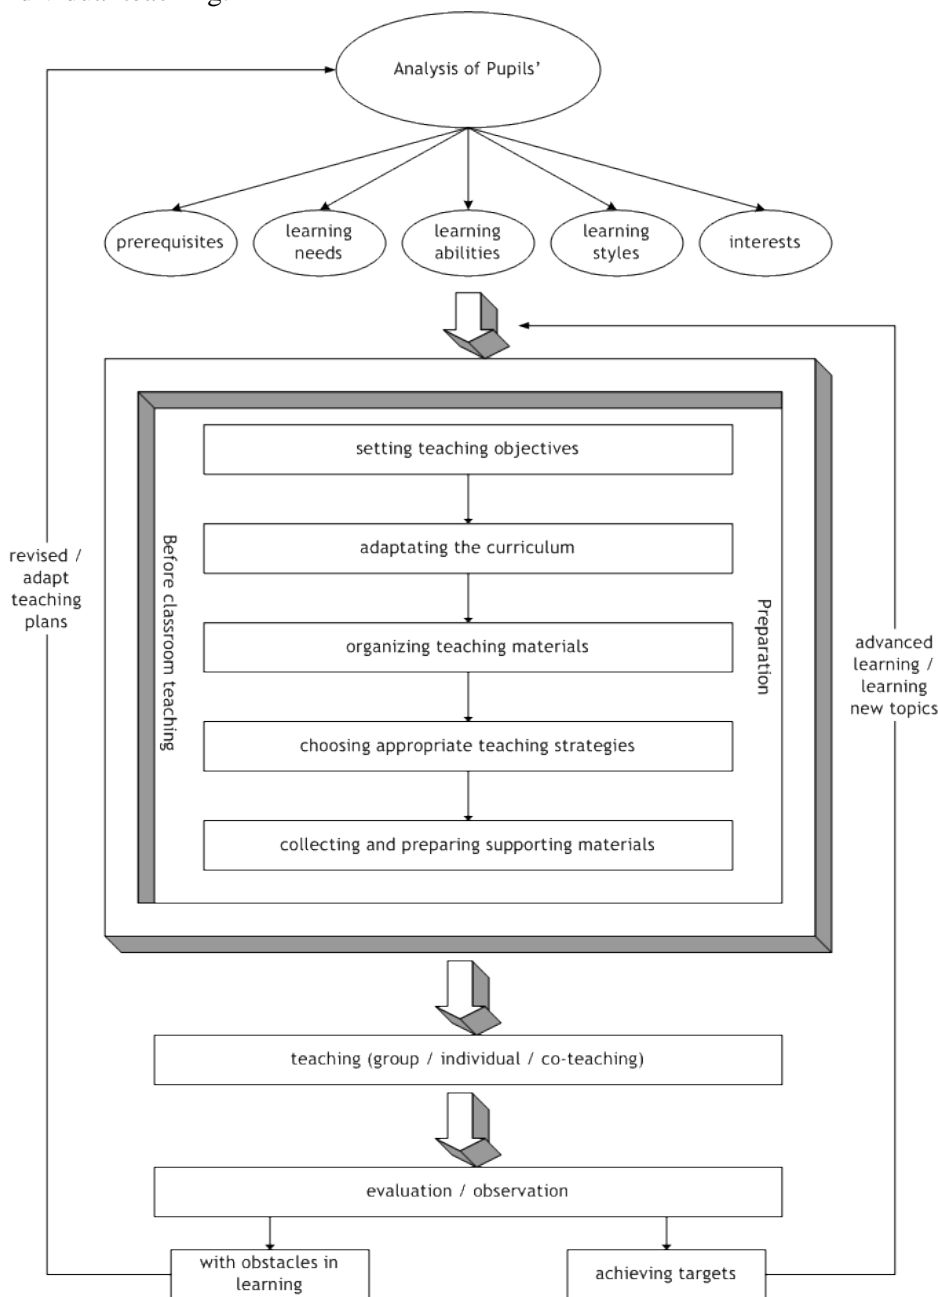 dividual teaching.
Analysis of Pupils’
prerequisites
learning
needs
learning
abilities
learning
styles
interests
setting teaching objectives
adaptating the curriculum
organizing teaching materials
choosing appropriate teaching strategies
collecting and preparing supporting materials
Before classroom teaching
Preparation
revised /
adapt
teaching
plans
advanced
learning /
learning
new topics
teaching (group / individual / co-teaching)
evaluation / observation
with obstacles in
learning
achieving targets